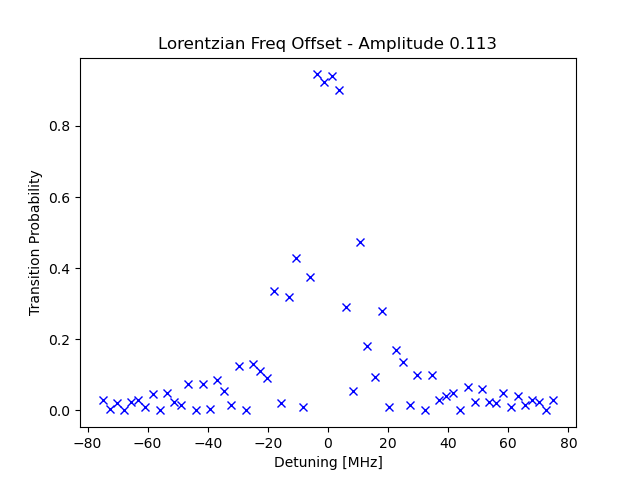 Lorentzian Freq Offset - Amplitude 0.113
Transition Probability
0.8
0.6
0.4
0.2
0.0
−80 −60 −40 −20 0 20 40 60 80
Detuning [MHz]